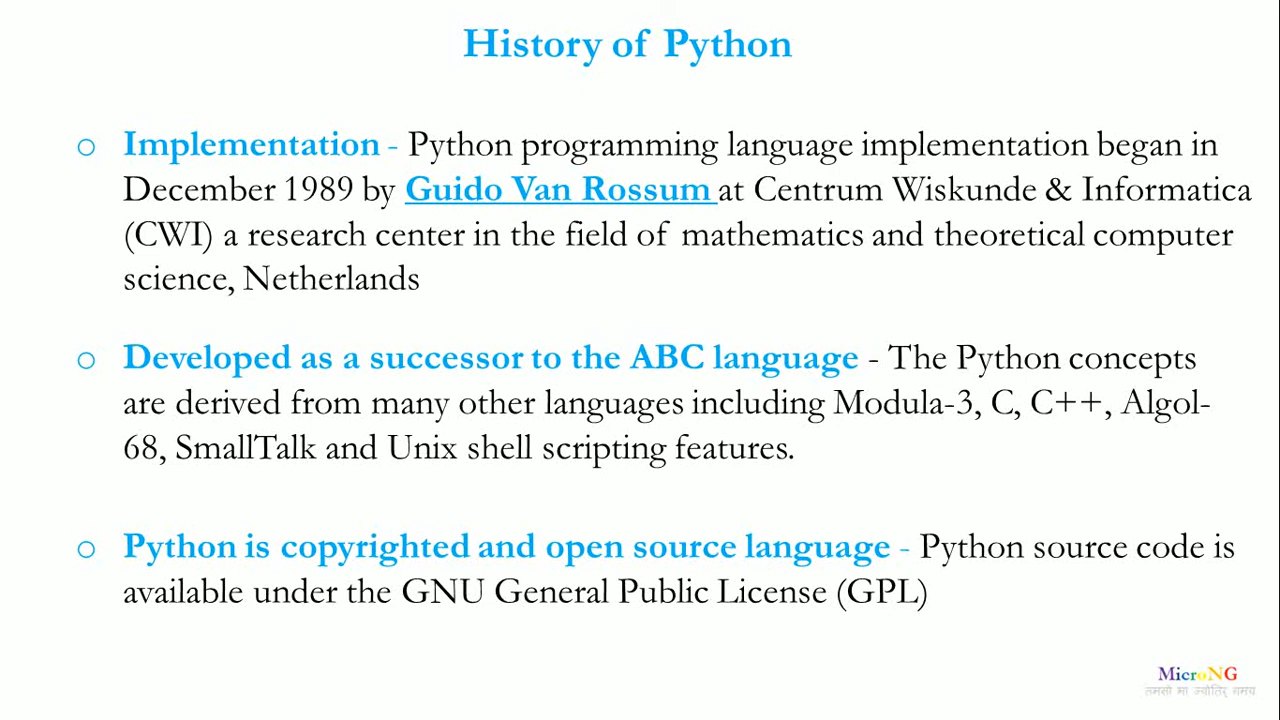 History of Python
o Implementation - Python programming language implementation began in
December 1989 by Guido Van Rossum at Centrum Wiskunde & Informatica
(CWI) a research center in the field of mathematics and theoretical computer
science, Netherlands
o Developed as a successor to the ABC language - The Python concepts
are derived from many other languages including Modula-3, C, C++, Algol-
68, SmallTalk and Unix shell scripting features.
o Python is copyrighted and open source language - Python source code is
available under the GNU General Public License (GPL)
MicroNG
तमसो मा ज्योतिर् गमय